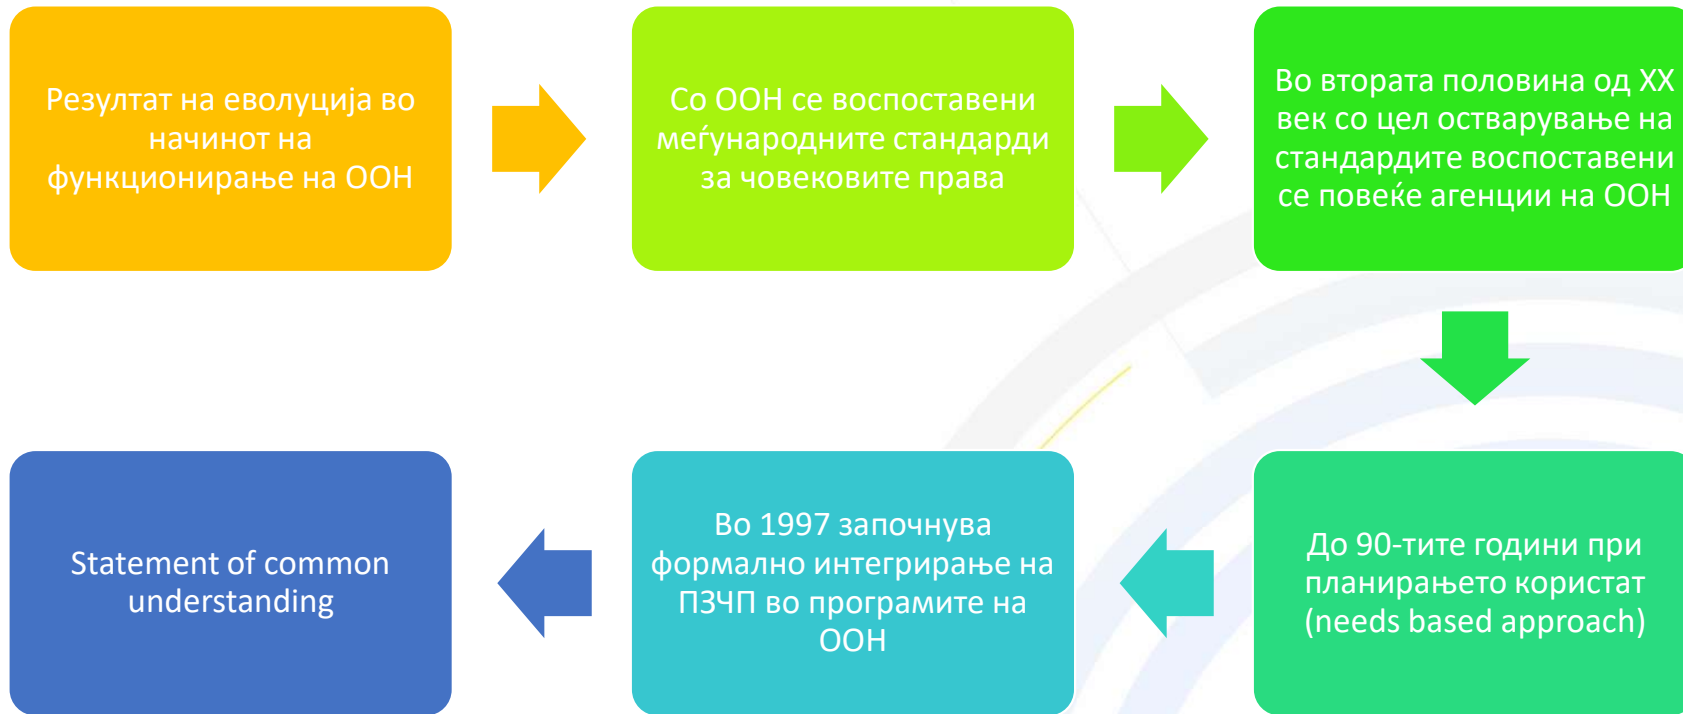 Резултат на еволуција во
начинот на
функционирање на ООН
Со ООН се воспоставени
меѓународните стандарди
за човековите права
Во втората половина од XX
век со цел остварување на
стандардите воспоставени
се повеќе агенции на ООН
До 90-тите години при
планирањето користат
(needs based approach)
Во 1997 започнува
формално интегрирање на
ПЗЧП во програмите на
ООН
Statement of common
understanding